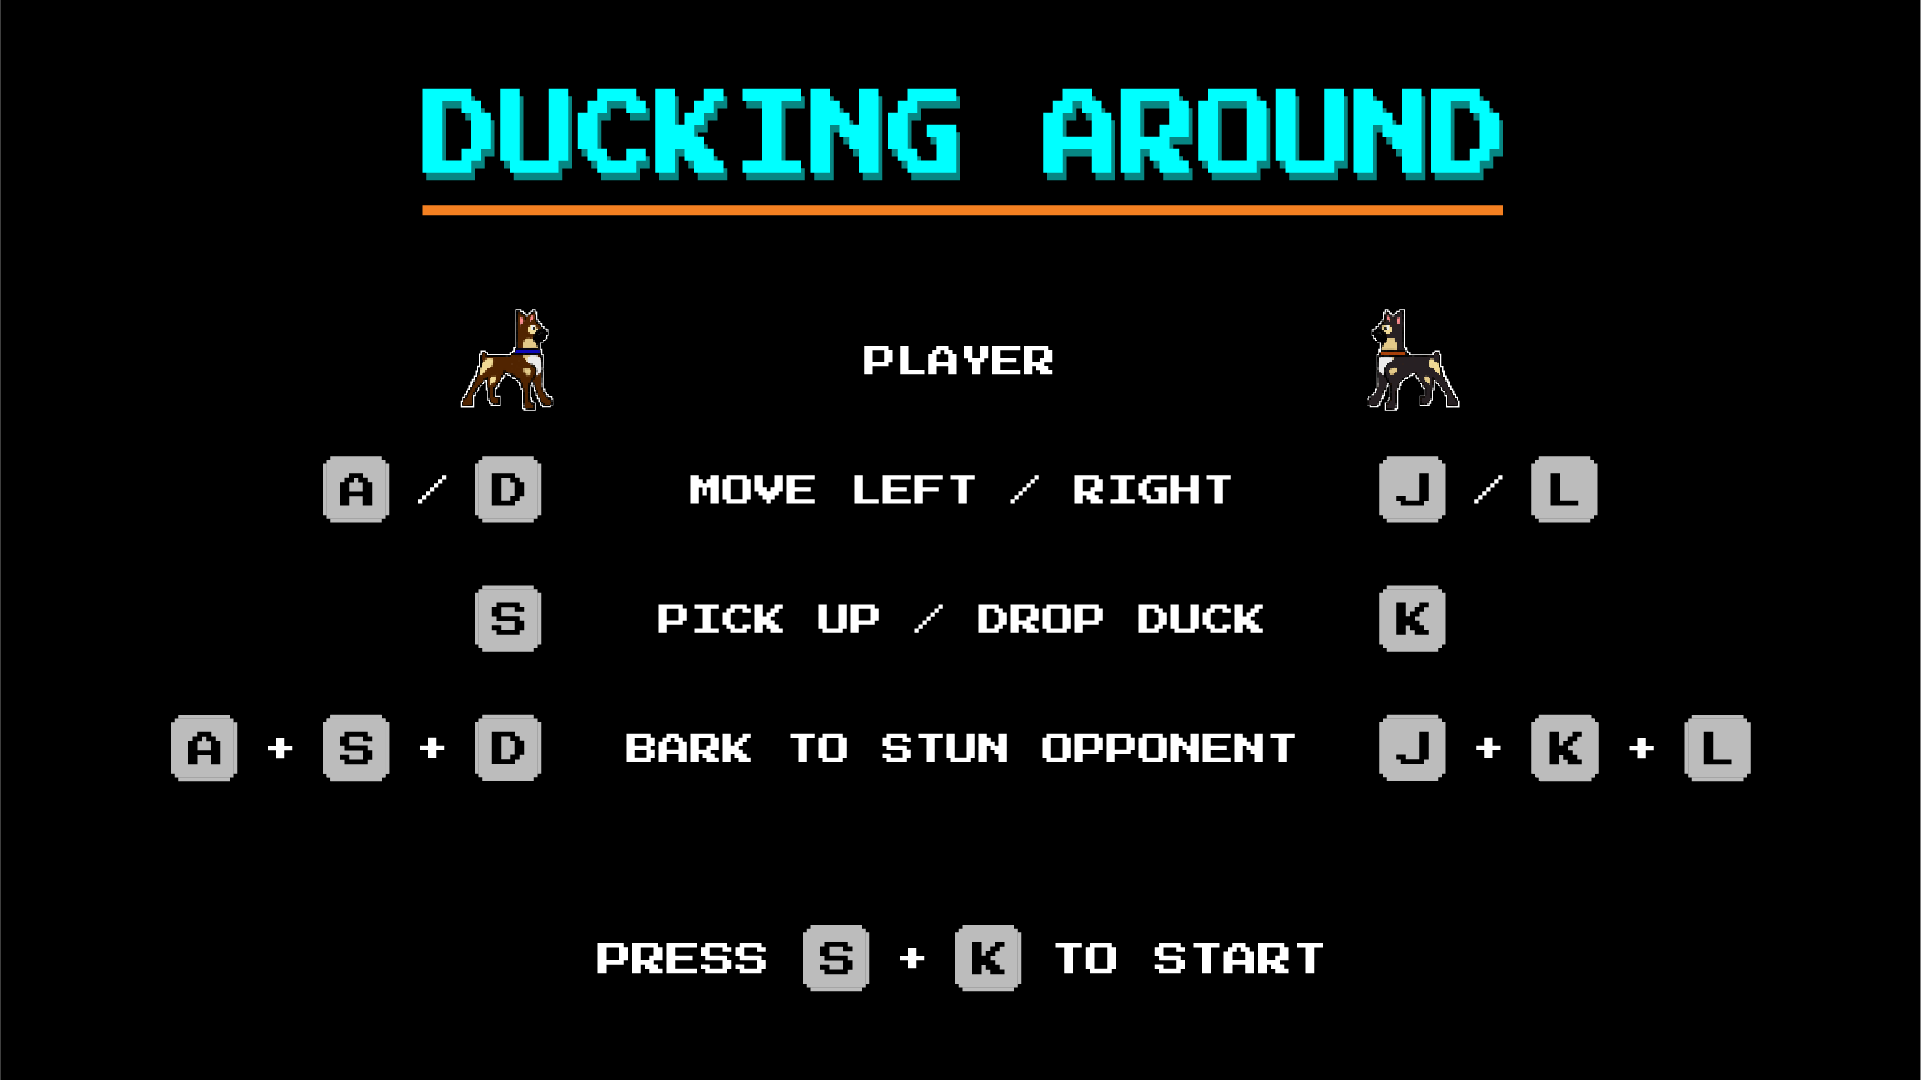 DUCKING AROUND
PLAYER
A / D MOVE LEFT / RIGHT J / L
S PICK UP / DROP DUCK K
A + S + D BARK TO STUN OPPONENT J + K + L
PRESS S + K TO START